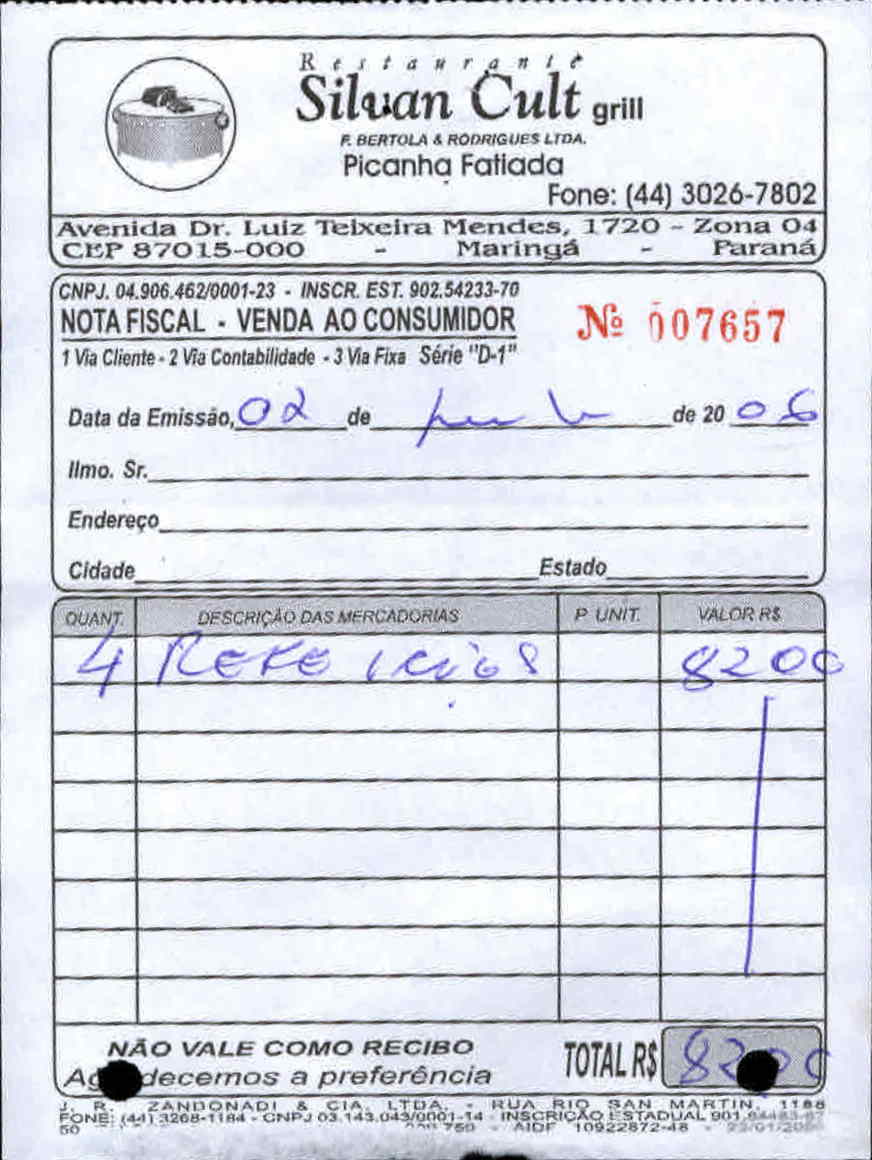 Restaurante
Silvan Cult grill
F. BERTOLA & RODRIGUES LTDA.
Picanha Fatiada
Fone: (44) 3026-7802
Avenida Dr. Luiz Teixeira Mendes, 1720 - Zona 04
CEP 87015-000 - Maringá - Paraná
CNPJ. 04.906.462/0001-23 - INSCR. EST. 902.54233-70
NOTA FISCAL - VENDA AO CONSUMIDOR
Nº 007657
1 Via Cliente - 2 Via Contabilidade - 3 Via Fixa Série "D-1"
Data da Emissão, 02 de de 20 06
Ilmo. Sr.
Endereço
Cidade Estado
QUANT. DESCRIÇÃO DAS MERCADORIAS P. UNIT. VALOR R$
4 8200
NÃO VALE COMO RECIBO
TOTAL R$ 8200
decemos a preferência
J. R. ZANDONADI & CIA. LTDA. - RUA RIO SAN MARTIN, 1188
FONE: (44) 3268-1184 - CNPJ 03.143.043/0001-14 - INSCRIÇÃO ESTADUAL
50 750 - AIDF 10922872-48 -